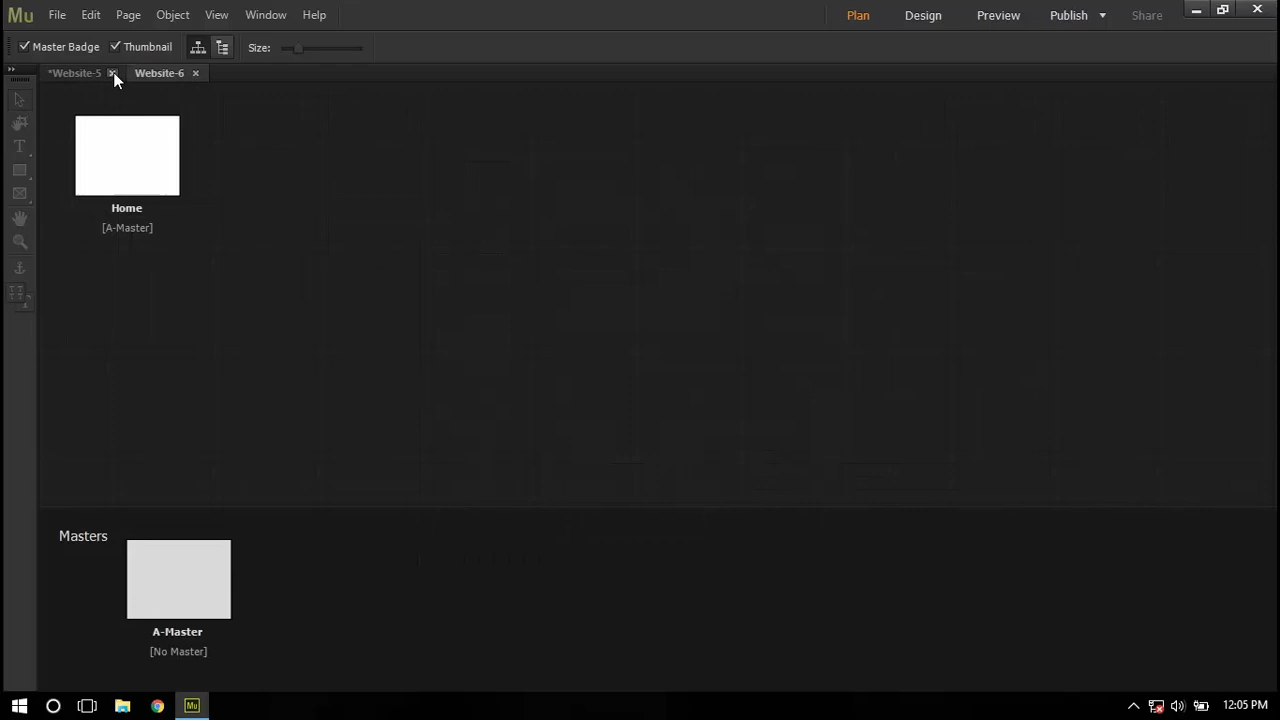 Mu File Edit Page Object View Window Help Plan Design Preview Publish Share
Master Badge Thumbnail Size:
*Website-5 Website-6
Home
[A-Master]
Masters
A-Master
[No Master]
Mu 12:05 PM